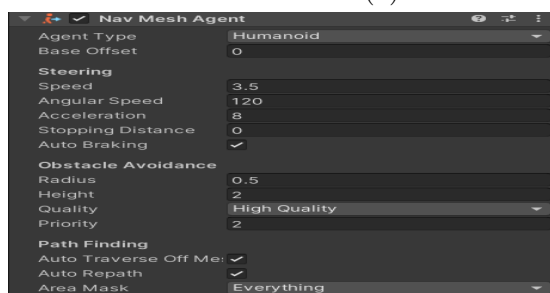 Nav Mesh Agent
Agent Type Humanoid
Base Offset 0
Steering
Speed 3.5
Angular Speed 120
Acceleration 8
Stopping Distance 0
Auto Braking
Obstacle Avoidance
Radius 0.5
Height 2
Quality High Quality
Priority 2
Path Finding
Auto Traverse Off Me
Auto Repath
Area Mask Everything